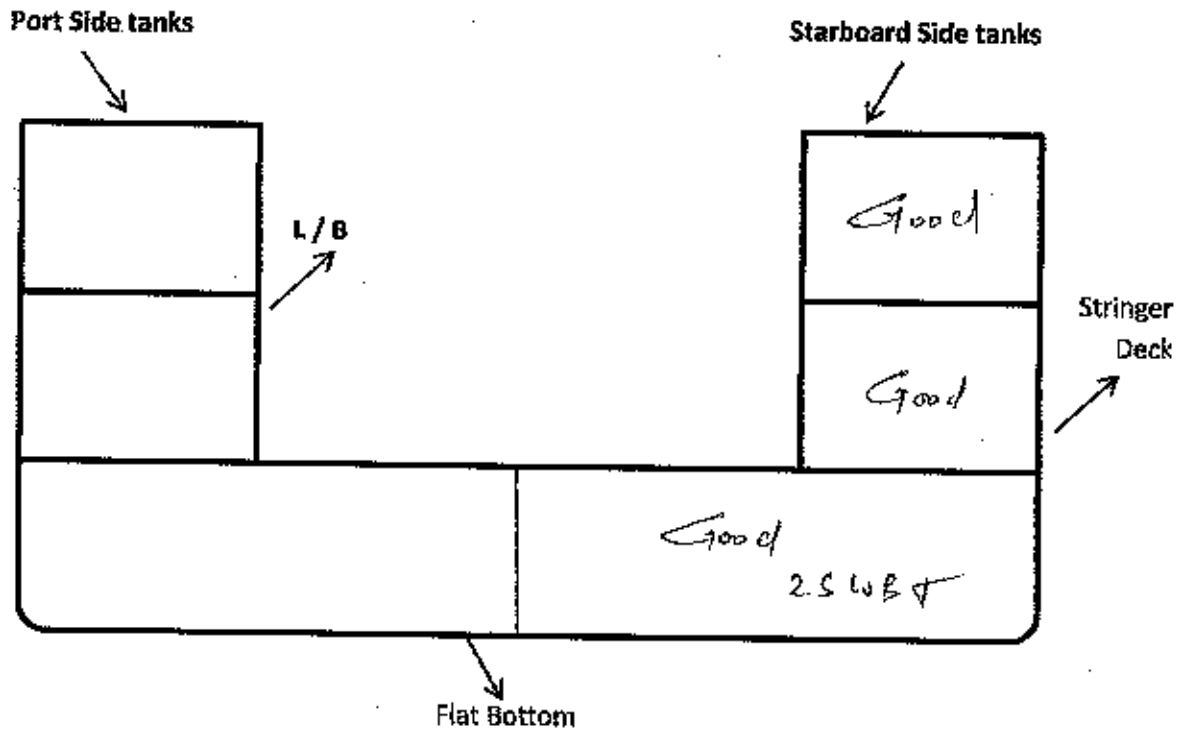 Port Side tanks
Starboard Side tanks
L / B
Good
Stringer
Deck
Good
Good
2.S WBT
Flat Bottom